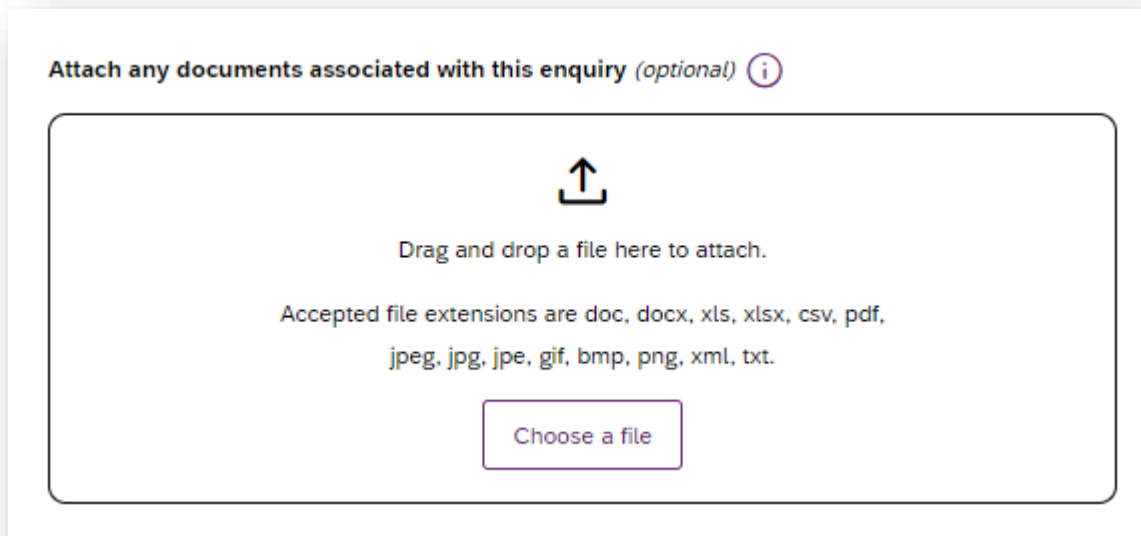 Attach any documents associated with this enquiry (optional)
Drag and drop a file here to attach.
Accepted file extensions are doc, docx, xls, xlsx, csv, pdf,
jpeg, jpg, jpe, gif, bmp, png, xml, txt.
Choose a file